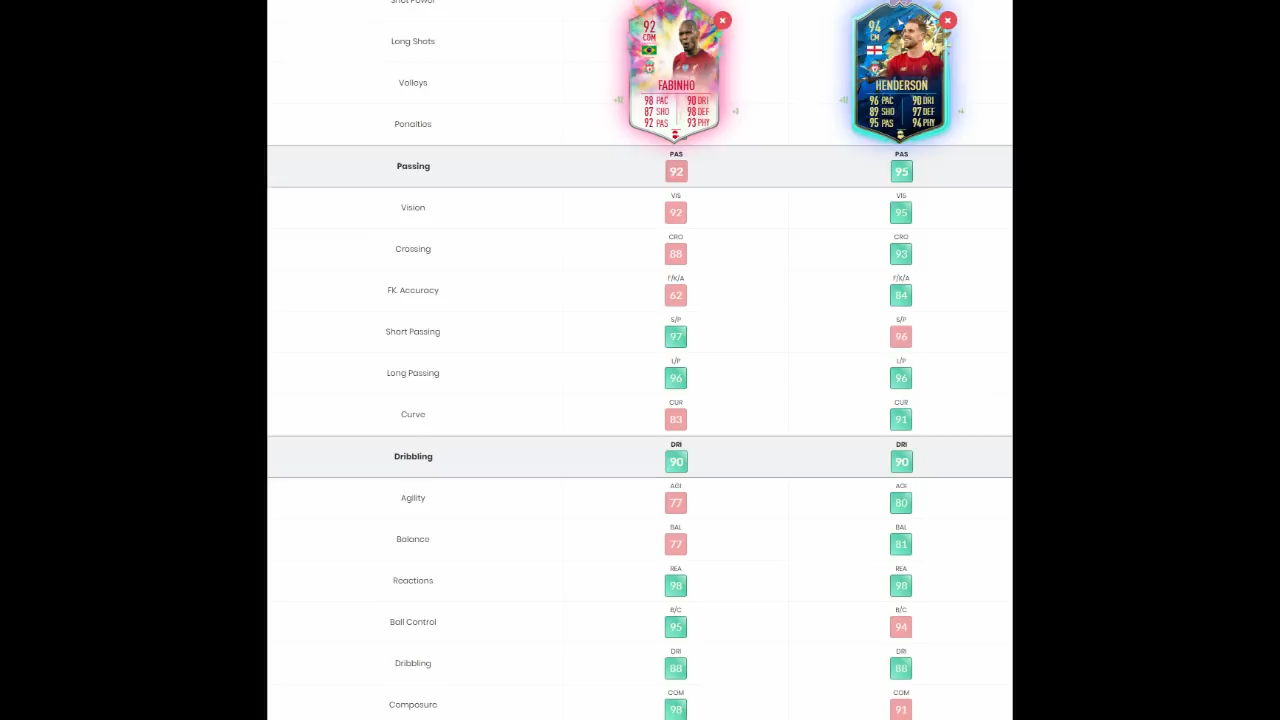 Shot Power
Long Shots
Volleys
Penalties
92
CDM
FABINHO
98 PAC 90 DRI
87 SHO 98 DEF
92 PAS 93 PHY
94
CM
HENDERSON
96 PAC 90 DRI
89 SHO 97 DEF
95 PAS 94 PHY
Passing PAS 92 PAS 95
Vision VIS 92 VIS 95
Crossing CRO 88 CRO 93
FK. Accuracy F/K/A 62 F/K/A 84
Short Passing S/P 97 S/P 96
Long Passing L/P 96 L/P 96
Curve CUR 83 CUR 91
Dribbling DRI 90 DRI 90
Agility AGI 77 AGI 80
Balance BAL 77 BAL 81
Reactions REA 98 REA 98
Ball Control B/C 95 B/C 94
Dribbling DRI 88 DRI 88
Composure COM 98 COM 91